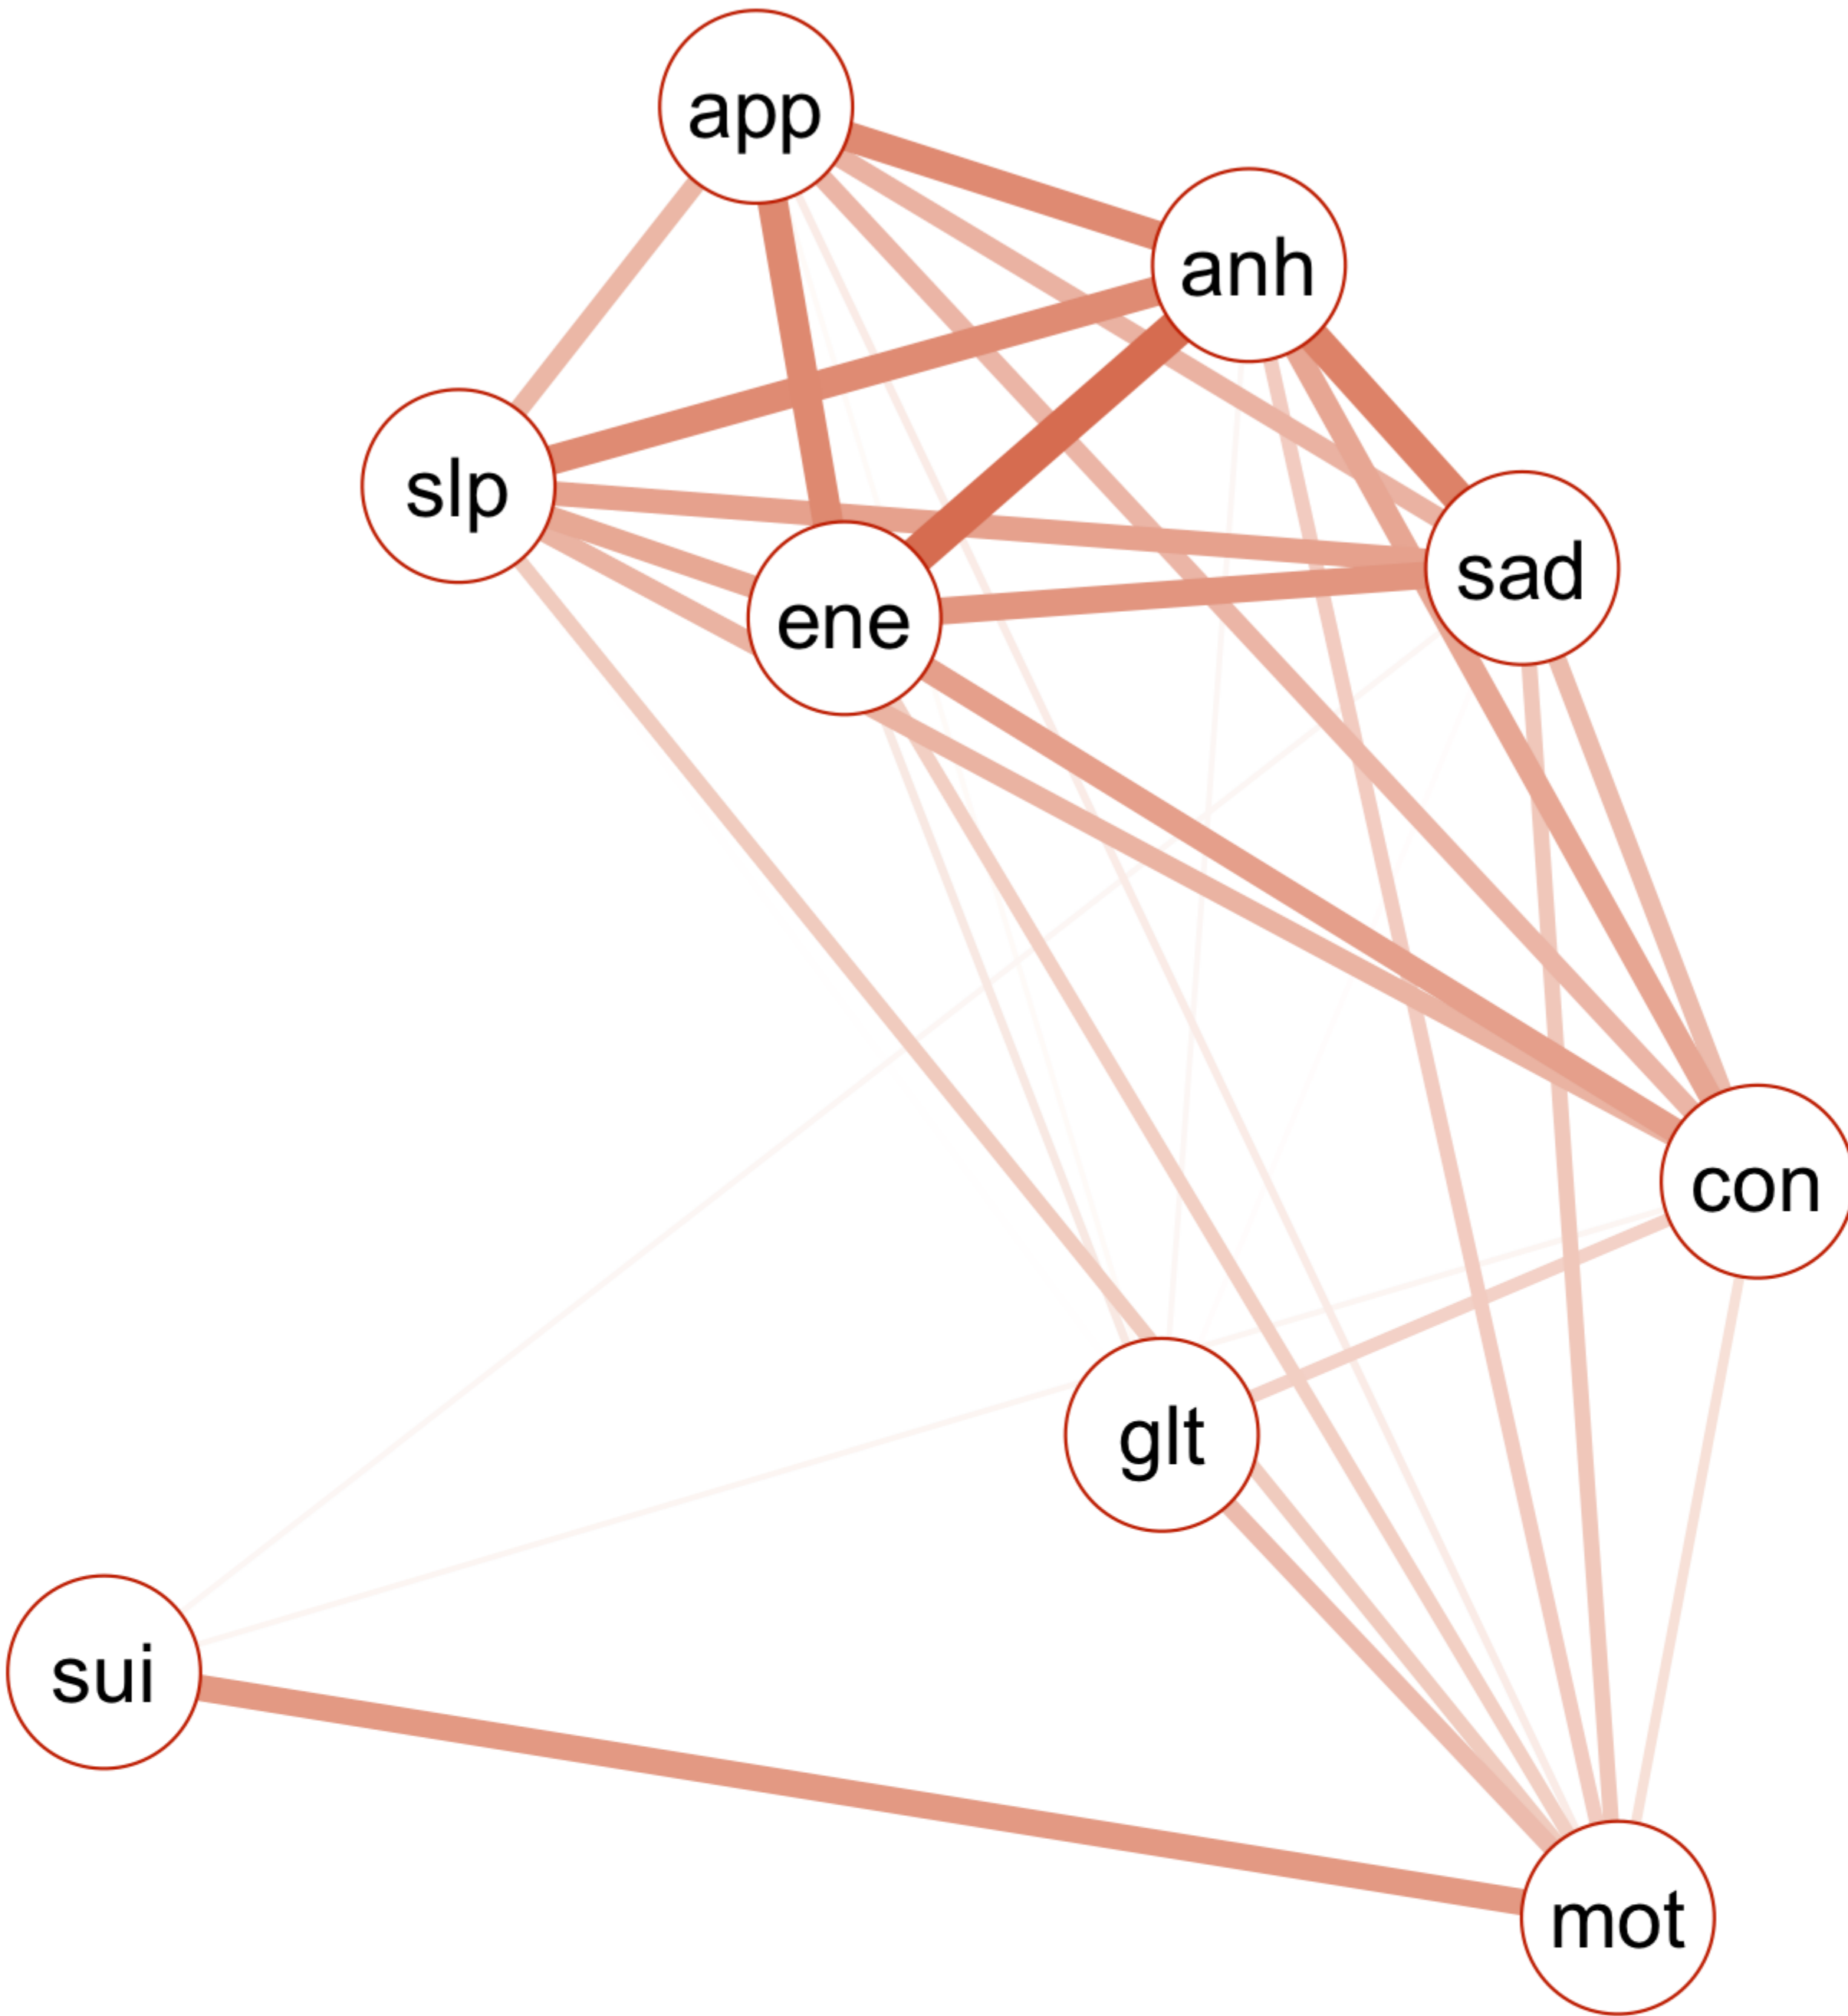 app
anh
slp
sad
ene
con
glt
sui
mot